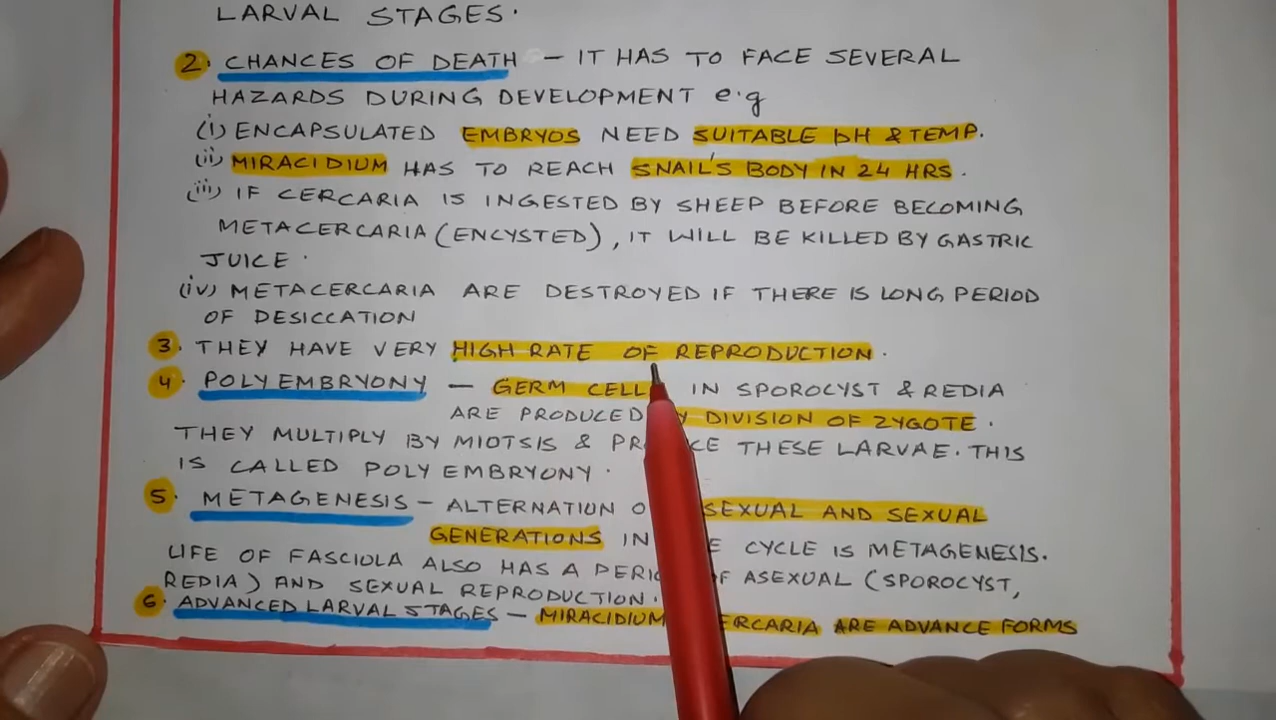 LARVAL STAGES.
2. CHANCES OF DEATH — IT HAS TO FACE SEVERAL
HAZARDS DURING DEVELOPMENT e.g
(i) ENCAPSULATED EMBRYOS NEED SUITABLE pH & TEMP.
(ii) MIRACIDIUM HAS TO REACH SNAIL'S BODY IN 24 HRS.
(iii) IF CERCARIA IS INGESTED BY SHEEP BEFORE BECOMING
METACERCARIA (ENCYSTED), IT WILL BE KILLED BY GASTRIC
JUICE.
(iv) METACERCARIA ARE DESTROYED IF THERE IS LONG PERIOD
OF DESICCATION
3. THEY HAVE VERY HIGH RATE OF REPRODUCTION.
4. POLY EMBRYONY — GERM CELL IN SPOROCYST & REDIA
ARE PRODUCED DIVISION OF ZYGOTE.
THEY MULTIPLY BY MIOTSIS & THESE LARVAE. THIS
IS CALLED POLY EMBRYONY.
5. METAGENESIS — ALTERNATION SEXUAL AND SEXUAL
GENERATIONS IN CYCLE IS METAGENESIS.
LIFE OF FASCIOLA ALSO HAS A ASEXUAL (SPOROCYST,
REDIA) AND SEXUAL REPRODUCTION.
6. ADVANCED LARVAL STAGES — MIRACIDIUM ERCARIA ARE ADVANCE FORMS